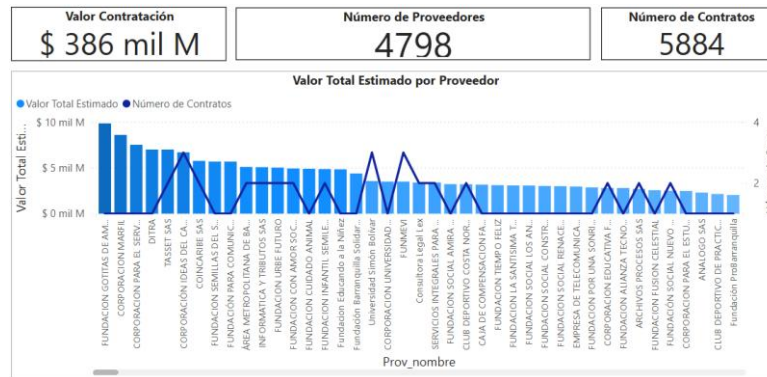 Valor Contratación
$ 386 mil M
Número de Proveedores
4798
Número de Contratos
5884
Valor Total Estimado por Proveedor
Valor Total Estimado
Número de Contratos
Valor Total Esti...
$ 10 mil M
$ 5 mil M
$ 0 mil M
4
2
0
FUNDACION GOTITAS DE AM...
CORPORACION MARFIL
CORPORACION PARA EL SERV...
DITRA
TASSET SAS
CORPORACIÓN IDEAS DEL CA...
COINCARIBE SAS
FUNDACION SEMILLAS DEL S...
FUNDACION PARA COMUNIC...
ÁREA METROPOLITANA DE BA...
INFORMATICA Y TRIBUTOS SAS
FUNDACION URBE FUTURO
FUNDACION CON AMOR SOC...
FUNDACION CUIDADO ANIMAL
FUNDACION INFANTIL SEMILE...
Fundacion Educando a la Niñez
Fundación Barranquilla Solidar...
Universidad Simón Bolívar
CORPORACION UNIVERSIDAD ...
FUNMEVI
Consultora Legal Lex
SERVICIOS INTEGRALES PARA ...
FUNDACION SOCIAL AMIRA ...
CLUB DEPORTIVO COSTA NOR...
CAJA DE COMPENSACION FA...
FUNDACION TIEMPO FELIZ
FUNDACION LA SANTISIMA T...
FUNDACION SOCIAL LOS AN...
FUNDACION SOCIAL CONSTR...
FUNDACION SOCIAL RENACE...
EMPRESA DE TELECOMUNICA...
FUNDACION POR UNA SONRI...
CORPORACION EDUCATIVA F...
FUNDACION ALIANZA TECNO...
ARCHIVOS PROCESOS SAS
FUNDACIÓN FUSION CELESTIAL
FUNDACIÓN SOCIAL NUEVO ...
CORPORACION PARA EL ESTU...
ANALOGO SAS
CLUB DEPORTIVO DE PRACTIC...
Fundación ProBarranquilla
Prov_nombre